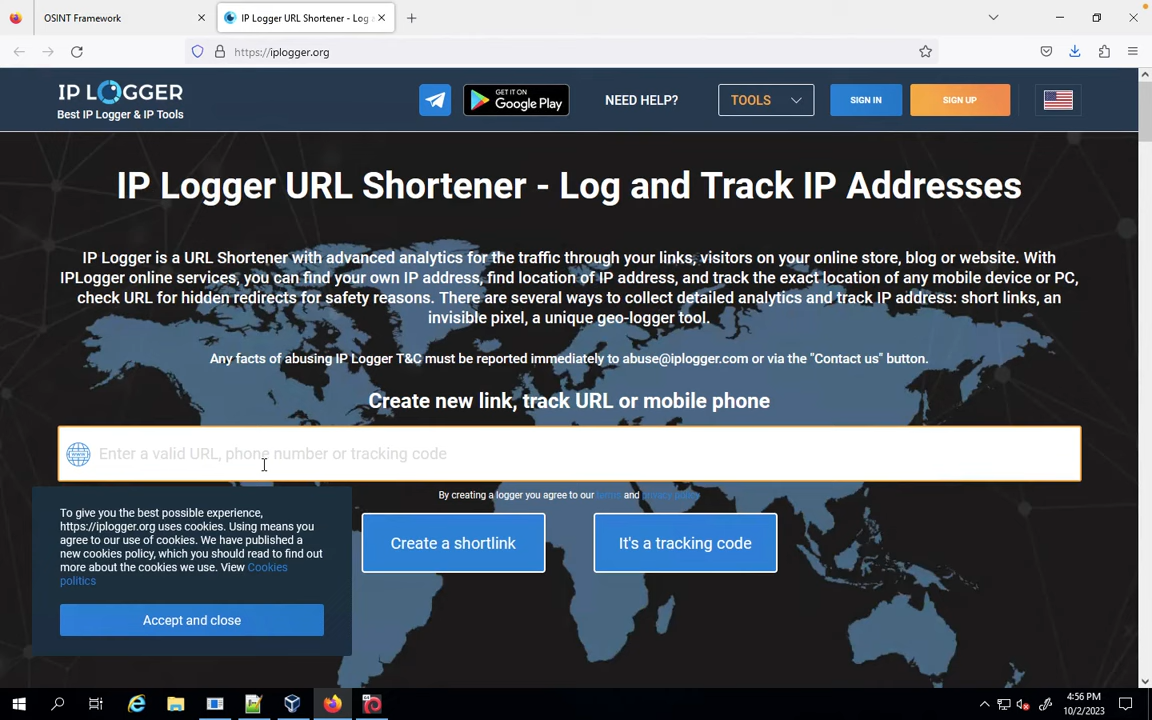 OSINT Framework
IP Logger URL Shortener - Log
https://iplogger.org
IP LOGGER
Best IP Logger & IP Tools
GET IT ON
Google Play
NEED HELP?
TOOLS
SIGN IN
SIGN UP
IP Logger URL Shortener - Log and Track IP Addresses
IP Logger is a URL Shortener with advanced analytics for the traffic through your links, visitors on your online store, blog or website. With
IPLogger online services, you can find your own IP address, find location of IP address, and track the exact location of any mobile device or PC,
check URL for hidden redirects for safety reasons. There are several ways to collect detailed analytics and track IP address: short links, an
invisible pixel, a unique geo-logger tool.
Any facts of abusing IP Logger T&C must be reported immediately to abuse@iplogger.com or via the "Contact us" button.
Create new link, track URL or mobile phone
www
Enter a valid URL, phone number or tracking code
By creating a logger you agree to our terms and privacy policy
To give you the best possible experience,
https://iplogger.org uses cookies. Using means you
agree to our use of cookies. We have published a
new cookies policy, which you should read to find out
more about the cookies we use. View Cookies
politics
Accept and close
Create a shortlink
It's a tracking code
4:56 PM
10/2/2023